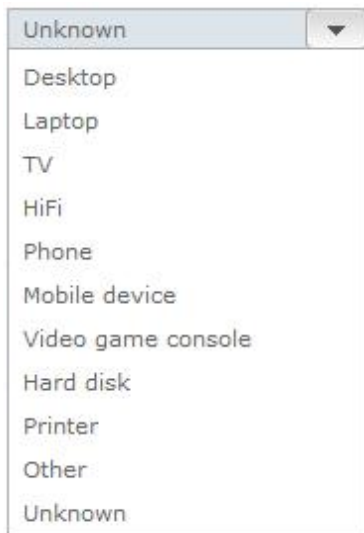 Unknown
Desktop
Laptop
TV
HiFi
Phone
Mobile device
Video game console
Hard disk
Printer
Other
Unknown